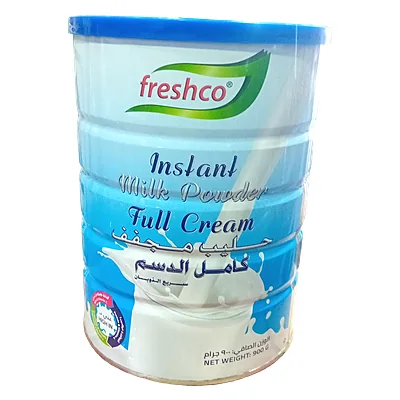 freshco®
Instant
Milk Powder
Full Cream
حليب مجفف
كامل الدسم
سريع الذوبان
الوزن الصافي: ٩٠٠ جرام
NET WEIGHT: 900 G